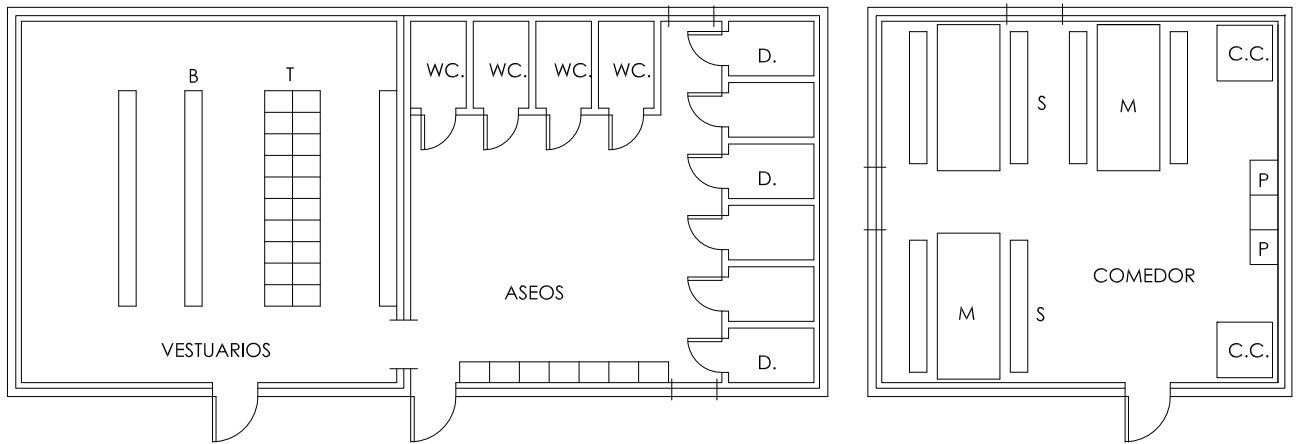 B
T
WC.
WC.
WC.
WC.
D.
D.
D.
ASEOS
VESTUARIOS
C.C.
S
M
P
P
COMEDOR
M
S
C.C.